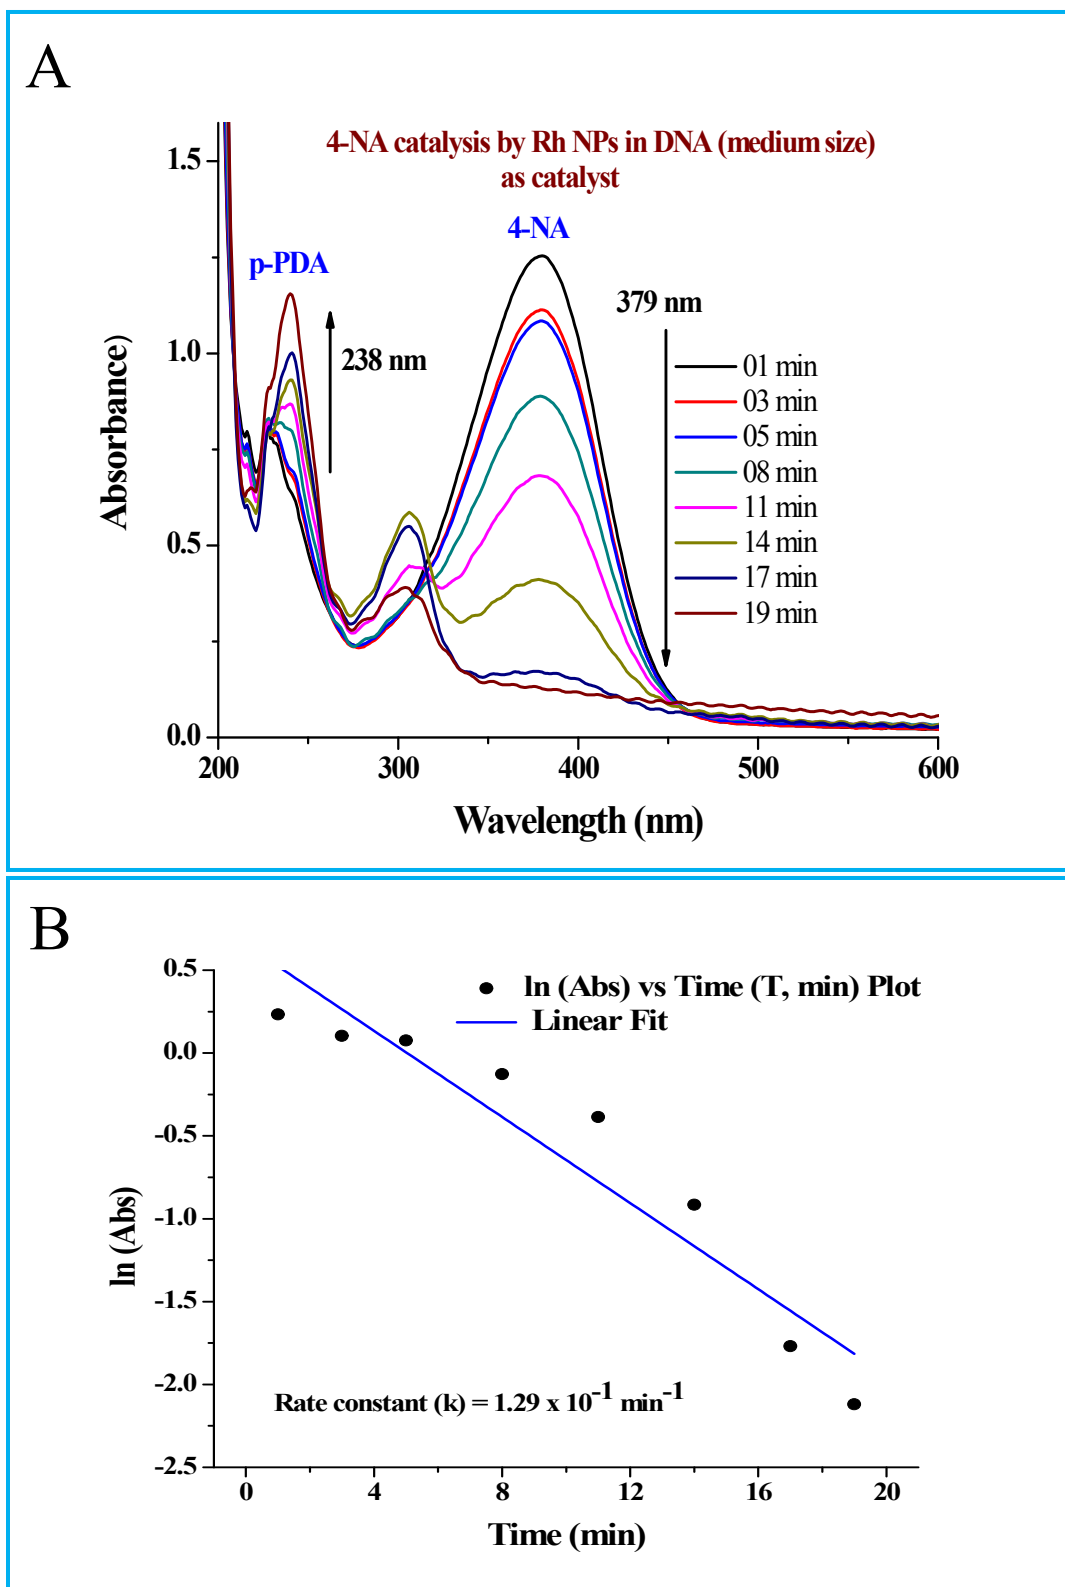 A
4-NA catalysis by Rh NPs in DNA (medium size)
as catalyst
4-NA
p-PDA
379 nm
238 nm
01 min
03 min
05 min
08 min
11 min
14 min
17 min
19 min
Absorbance)
1.5
1.0
0.5
0.0
200 300 400 500 600
Wavelength (nm)
B
ln (Abs) vs Time (T, min) Plot
Linear Fit
ln (Abs)
0.5
0.0
-0.5
-1.0
-1.5
-2.0
-2.5
Rate constant (k) = 1.29 x 10⁻¹ min⁻¹
0 4 8 12 16 20
Time (min)